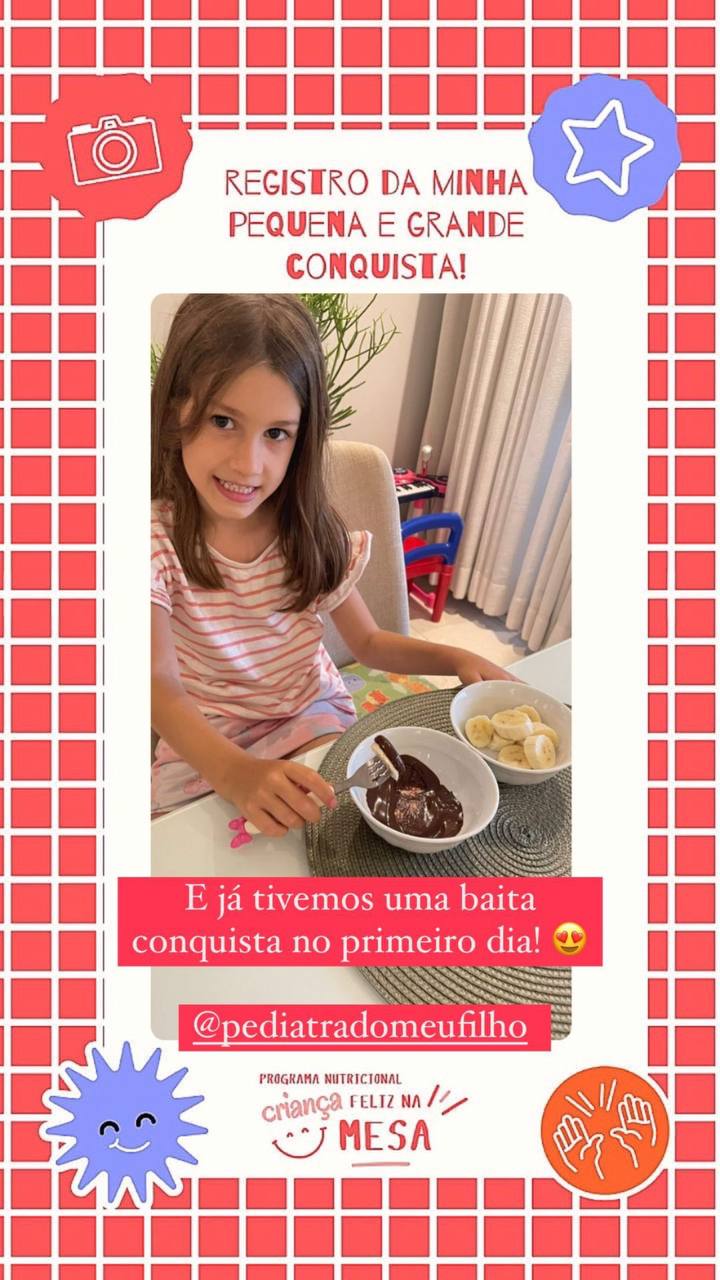 REGISTRO DA MINHA
PEQUENA E GRANDE
CONQUISTA!
E já tivemos uma baita
conquista no primeiro dia! 😍
@pediatradomeufilho
PROGRAMA NUTRICIONAL
criança FELIZ NA
MESA